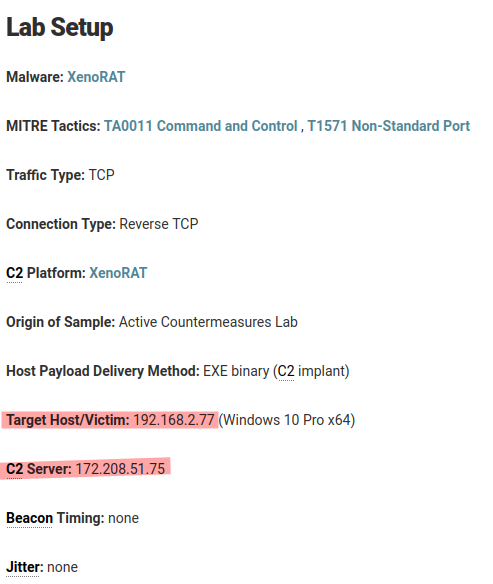 Lab Setup
Malware: XenoRAT
MITRE Tactics: TA0011 Command and Control , T1571 Non-Standard Port
Traffic Type: TCP
Connection Type: Reverse TCP
C2 Platform: XenoRAT
Origin of Sample: Active Countermeasures Lab
Host Payload Delivery Method: EXE binary (C2 implant)
Target Host/Victim: 192.168.2.77 (Windows 10 Pro x64)
C2 Server: 172.208.51.75
Beacon Timing: none
Jitter: none